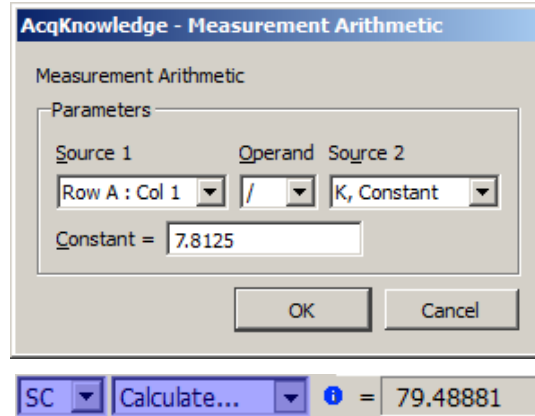 AcqKnowledge - Measurement Arithmetic
Measurement Arithmetic
Parameters
Source 1 Operand Source 2
Row A : Col 1 / K, Constant
Constant = 7.8125
OK Cancel
SC Calculate... = 79.48881